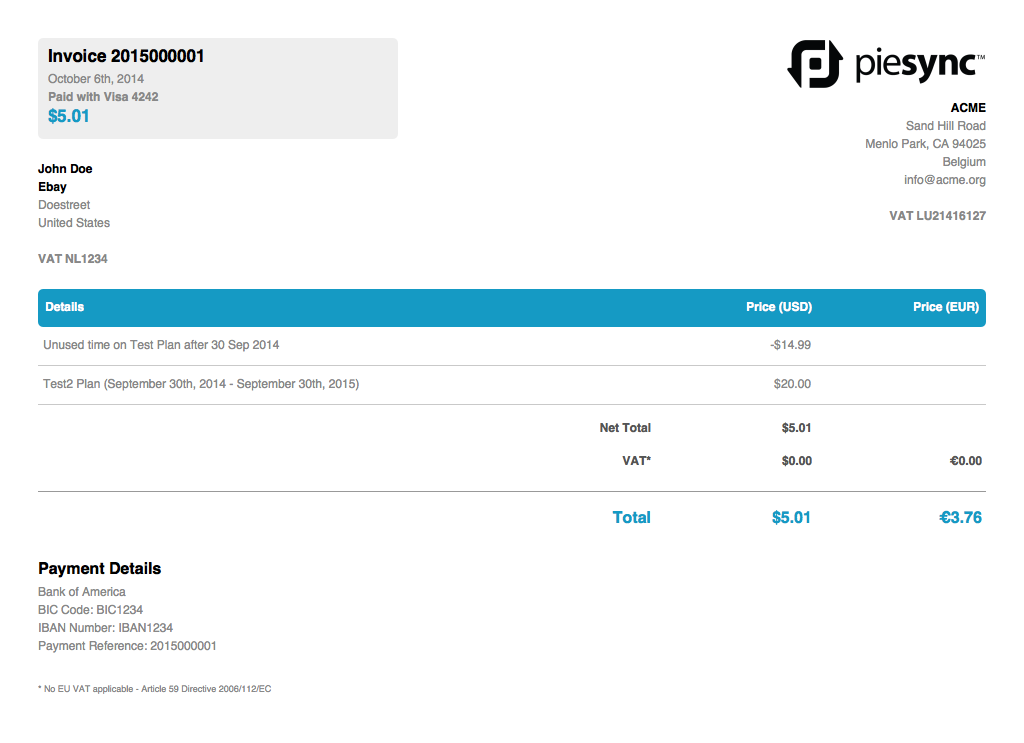 Invoice 2015000001
October 6th, 2014
Paid with Visa 4242
$5.01
piesync™
ACME
Sand Hill Road
Menlo Park, CA 94025
Belgium
info@acme.org
VAT LU21416127
John Doe
Ebay
Doestreet
United States
VAT NL1234
Details Price (USD) Price (EUR)
Unused time on Test Plan after 30 Sep 2014 -$14.99
Test2 Plan (September 30th, 2014 - September 30th, 2015) $20.00
Net Total $5.01
VAT* $0.00 €0.00
Total $5.01 €3.76
Payment Details
Bank of America
BIC Code: BIC1234
IBAN Number: IBAN1234
Payment Reference: 2015000001
* No EU VAT applicable - Article 59 Directive 2006/112/EC